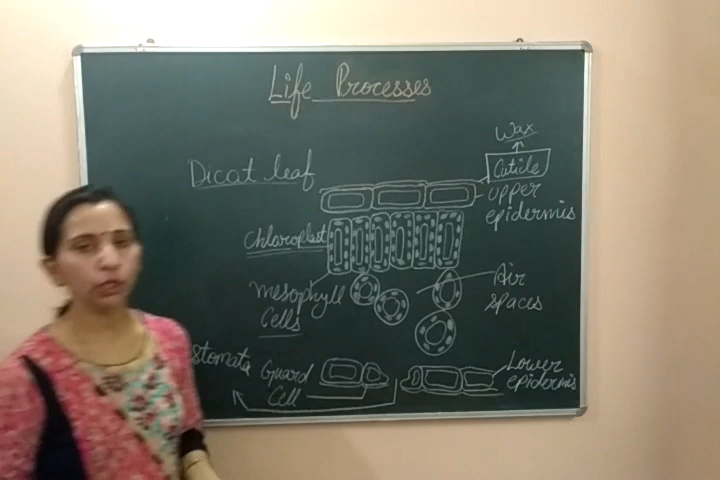 Life Processes
Wax
Cuticle
Dicot leaf
Upper
epidermis
Chloroplast
Mesophyll
Cells
Air
spaces
Stomata
Guard
Cell
Lower
epidermis